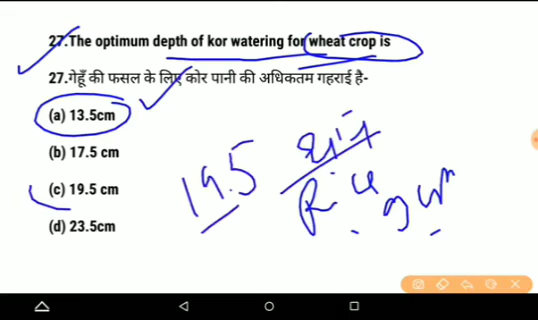 27.The optimum depth of kor watering for wheat crop is
27.गेहूँ की फसल के लिए कोर पानी की अधिकतम गहराई है-
(a) 13.5cm
(b) 17.5 cm
(c) 19.5 cm
(d) 23.5cm
19.5
Rice